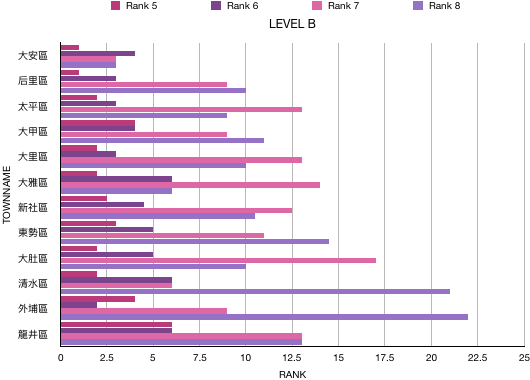 Rank 5 Rank 6 Rank 7 Rank 8
LEVEL B
大安區
后里區
太平區
大甲區
大里區
大雅區
新社區
東勢區
大肚區
清水區
外埔區
龍井區
TOWNNAME
0 2.5 5 7.5 10 12.5 15 17.5 20 22.5 25
RANK